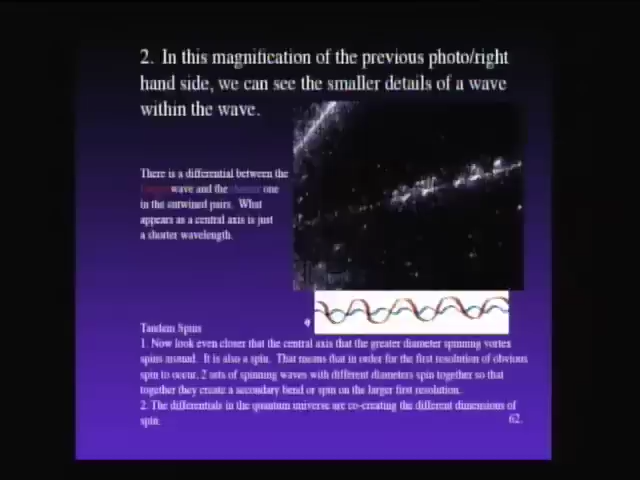 2. In this magnification of the previous photo/right
hand side, we can see the smaller details of a wave
within the wave.
There is a differential between the
wave and the shorter one
in the entwined pairs. What
appears as a central axis is just
a shorter wavelength.
Tandem Spins
1. Now look even closer that the central axis that the greater diameter spinning vortex
spins around. It is also a spin. That means that in order for the first resolution of obvious
spin to occur, 2 sets of spinning waves with different diameters spin together so that
together they create a secondary bend or spin on the larger first resolution.
2. The differentials in the quantum universe are co-creating the different dimensions of
spin.
62.